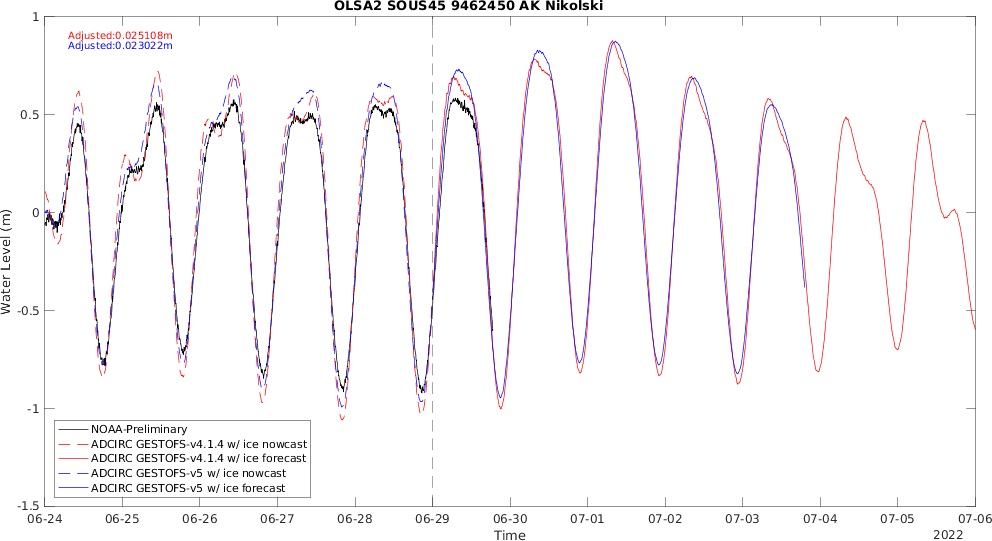 OLSA2 SOUS45 9462450 AK Nikolski
Adjusted:0.025108m
Adjusted:0.023022m
1
0.5
0
-0.5
-1
-1.5
Water Level (m)
NOAA-Preliminary
ADCIRC GESTOFS-v4.1.4 w/ ice nowcast
ADCIRC GESTOFS-v4.1.4 w/ ice forecast
ADCIRC GESTOFS-v5 w/ ice nowcast
ADCIRC GESTOFS-v5 w/ ice forecast
06-24 06-25 06-26 06-27 06-28 06-29 06-30 07-01 07-02 07-03 07-04 07-05 07-06
Time
2022